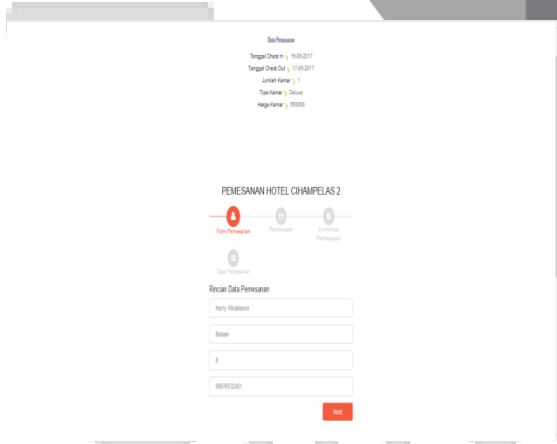 Data Pemesanan
Tanggal Check In 16-05-2017
Tanggal Check Out 17-05-2017
Jumlah Kamar 1
Tipe Kamar Deluxe
Harga Kamar 550000
PEMESANAN HOTEL CIHAMPELAS 2
Form Pemesanan
Pembayaran
Konfirmasi
Pembayaran
Data Pemesanan
Rincian Data Pemesanan
Harry Wicaksono
Bekasi
Next